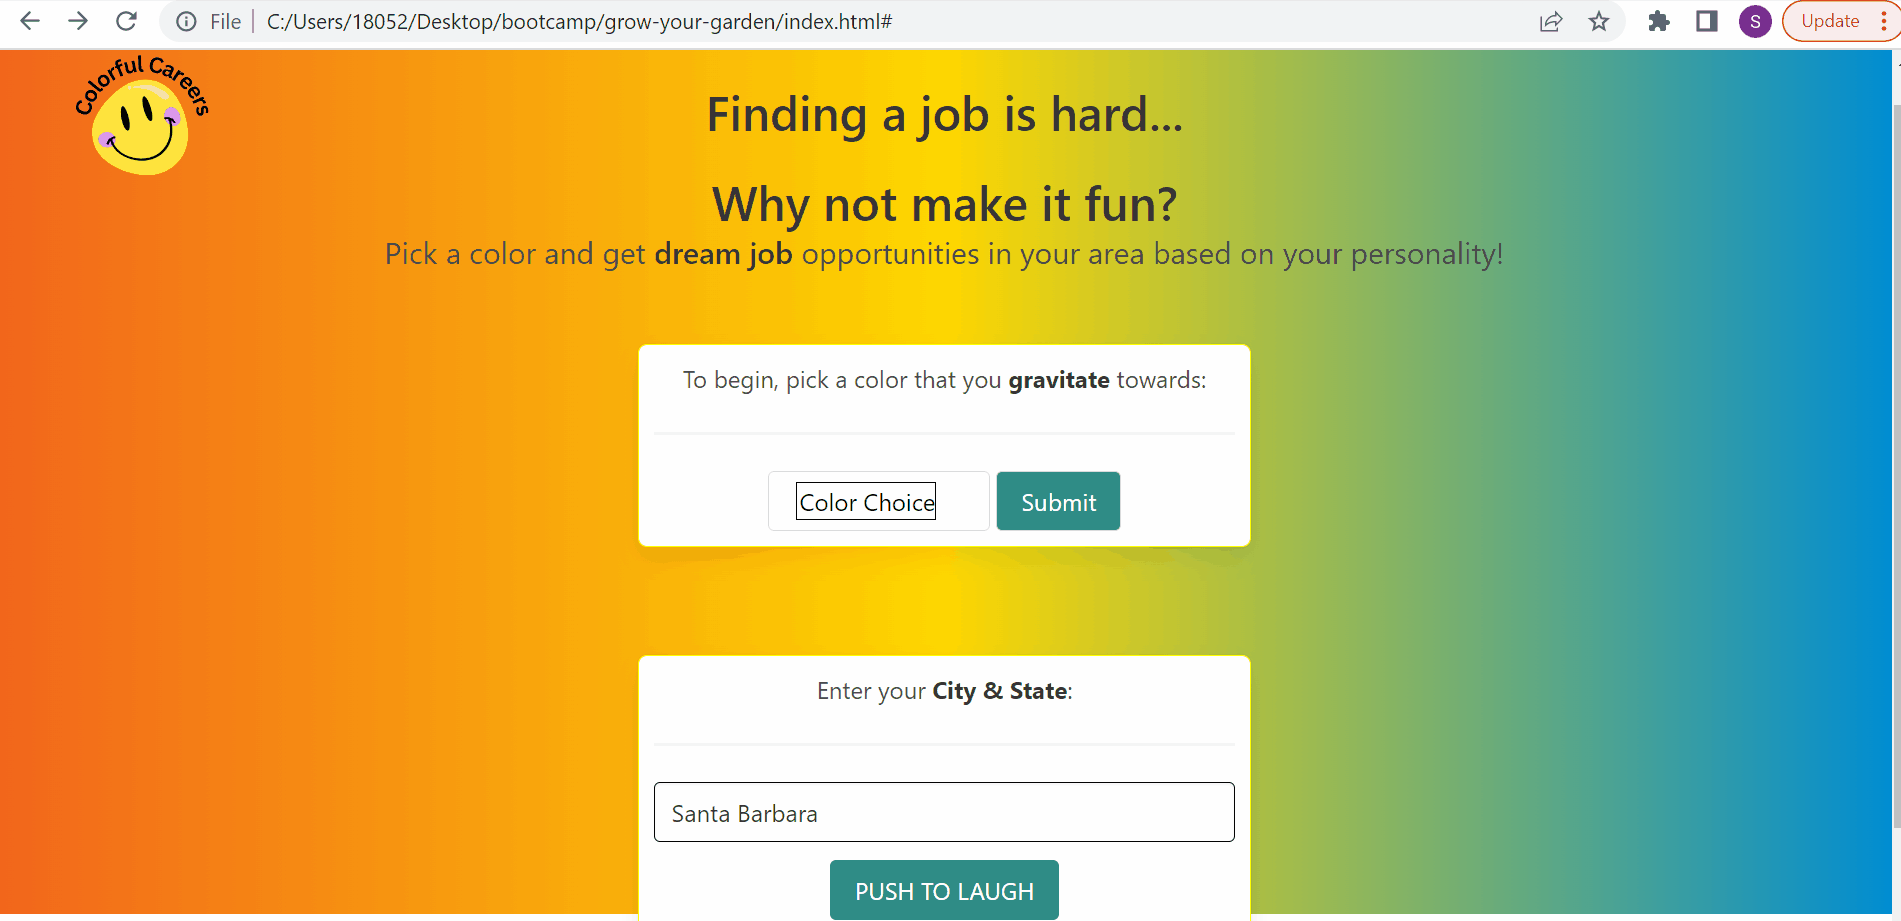 File
C:/Users/18052/Desktop/bootcamp/grow-your-garden/index.html#
S
Update
Colorful Careers
Finding a job is hard...
Why not make it fun?
Pick a color and get dream job opportunities in your area based on your personality!
To begin, pick a color that you gravitate towards:
Color Choice
Submit
Enter your City & State:
Santa Barbara
PUSH TO LAUGH